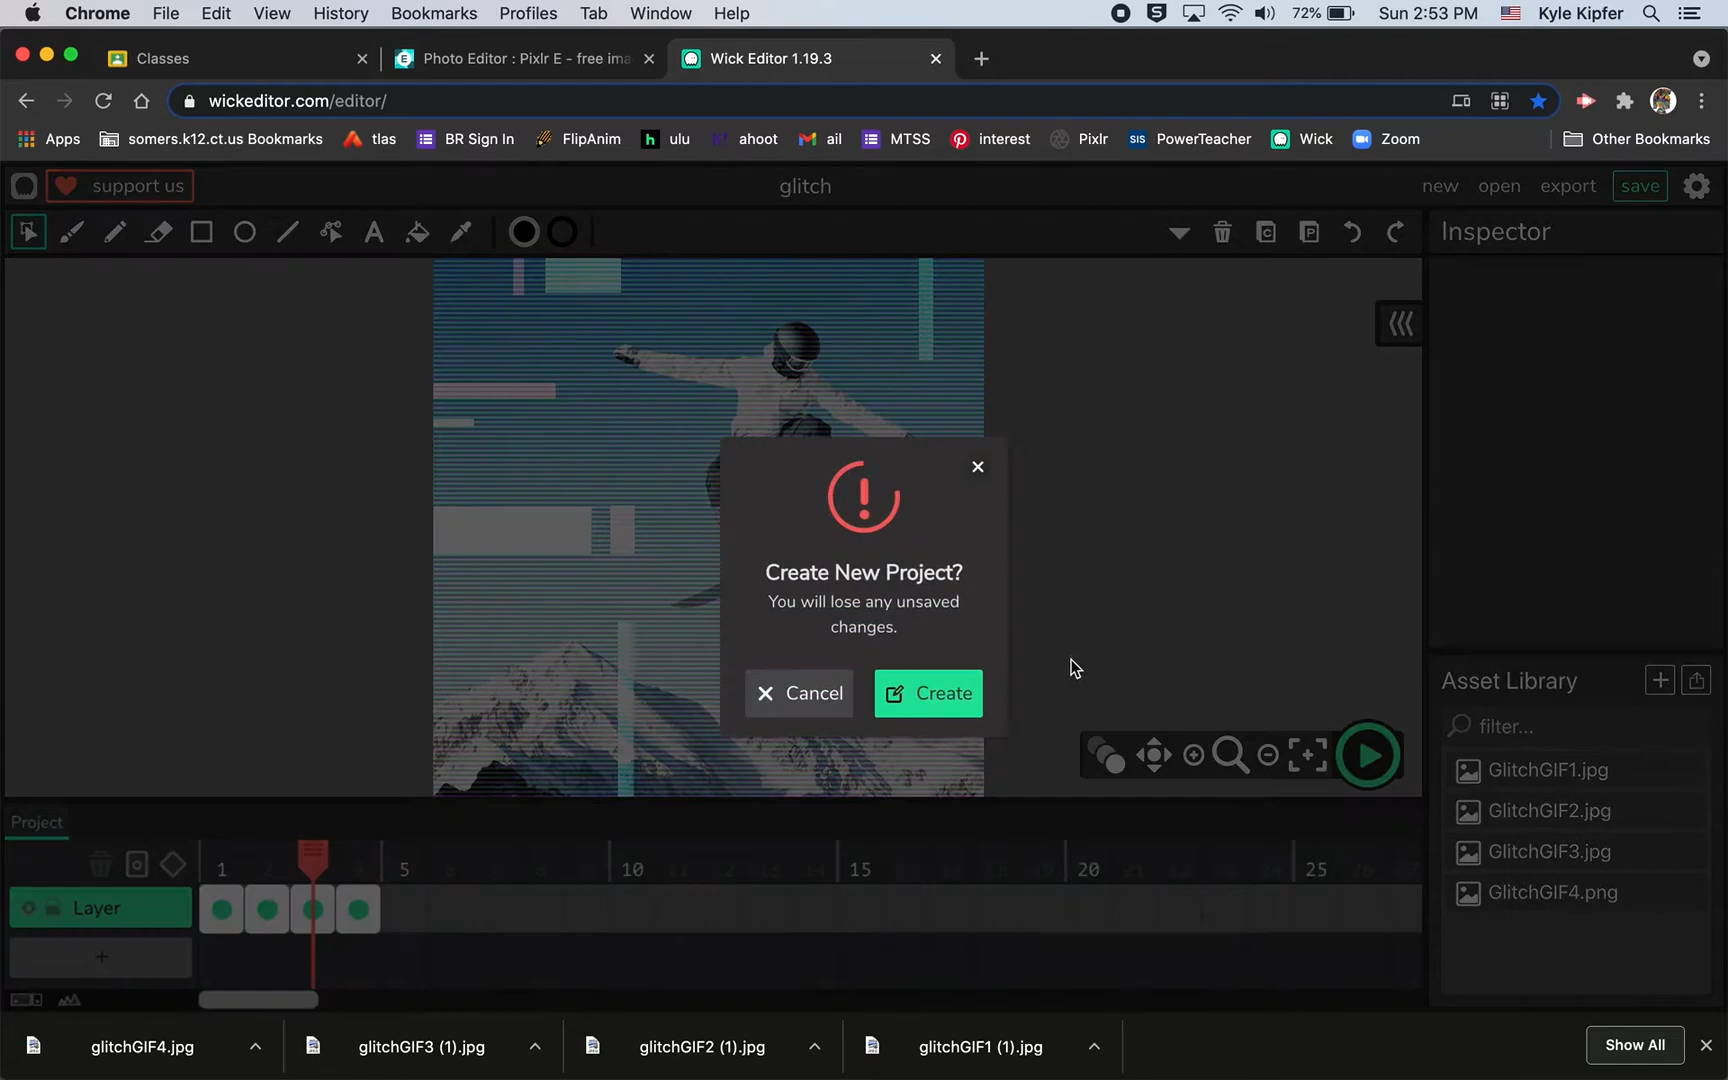 Chrome File Edit View History Bookmarks Profiles Tab Window Help 72% Sun 2:53 PM Kyle Kipfer
Classes Photo Editor : Pixlr E - free ima Wick Editor 1.19.3
wickeditor.com/editor/
Apps somers.k12.ct.us Bookmarks tlas BR Sign In FlipAnim ulu ahoot ail MTSS interest Pixlr PowerTeacher Wick Zoom Other Bookmarks
support us glitch new open export save
Inspector
Create New Project?
You will lose any unsaved
changes.
Cancel Create
Asset Library
filter...
GlitchGIF1.jpg
GlitchGIF2.jpg
GlitchGIF3.jpg
GlitchGIF4.png
Project
1 5 10 15 20 25
Layer
glitchGIF4.jpg glitchGIF3 (1).jpg glitchGIF2 (1).jpg glitchGIF1 (1).jpg Show All